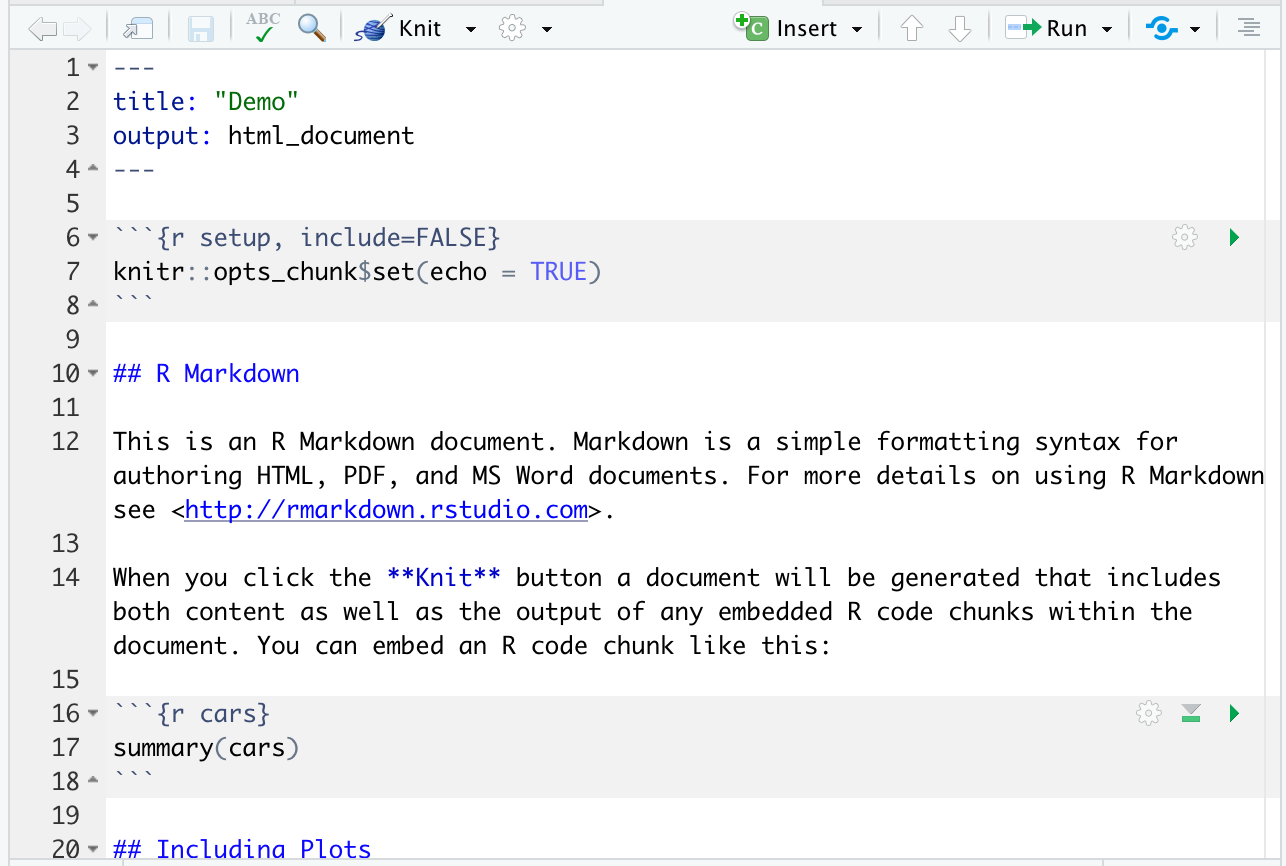 ABC Knit Insert Run
1 ---
2 title: "Demo"
3 output: html_document
4 ---
5
6 ```{r setup, include=FALSE}
7 knitr::opts_chunk$set(echo = TRUE)
8 ```
9
10 ## R Markdown
11
12 This is an R Markdown document. Markdown is a simple formatting syntax for
authoring HTML, PDF, and MS Word documents. For more details on using R Markdown
see <http://rmarkdown.rstudio.com>.
13
14 When you click the **Knit** button a document will be generated that includes
both content as well as the output of any embedded R code chunks within the
document. You can embed an R code chunk like this:
15
16 ```{r cars}
17 summary(cars)
18 ```
19
20 ## Including Plots